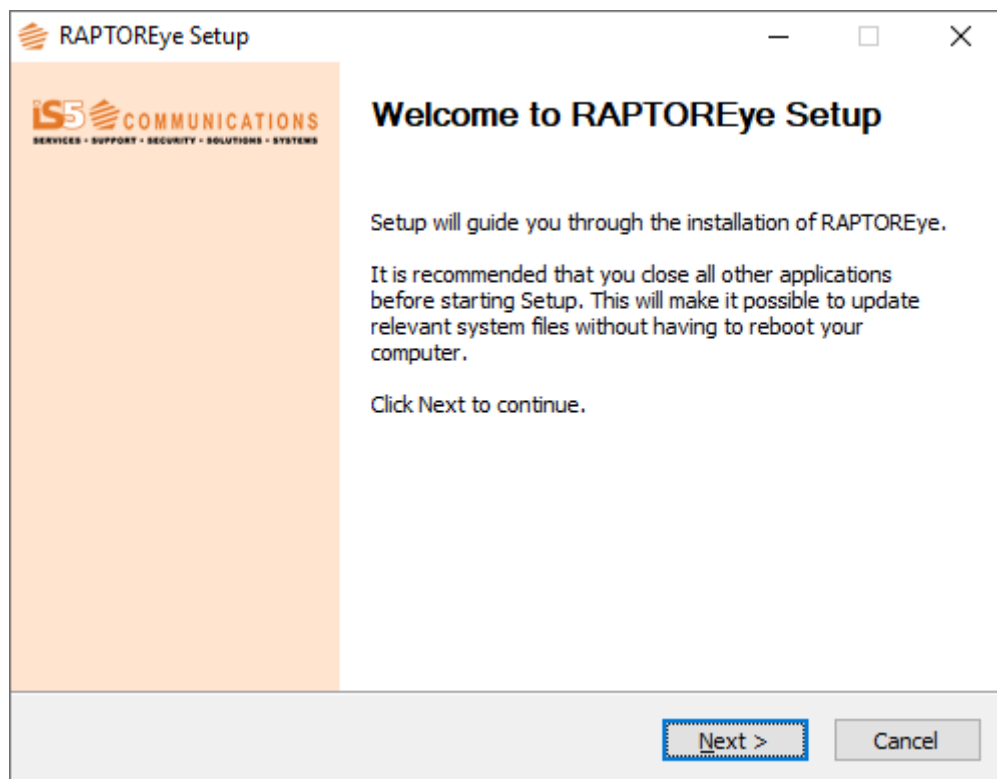 RAPTOREye Setup
iS5 COMMUNICATIONS
SERVICES • SUPPORT • SECURITY • SOLUTIONS • SYSTEMS
Welcome to RAPTOREye Setup
Setup will guide you through the installation of RAPTOREye.
It is recommended that you close all other applications
before starting Setup. This will make it possible to update
relevant system files without having to reboot your
computer.
Click Next to continue.
Next >
Cancel